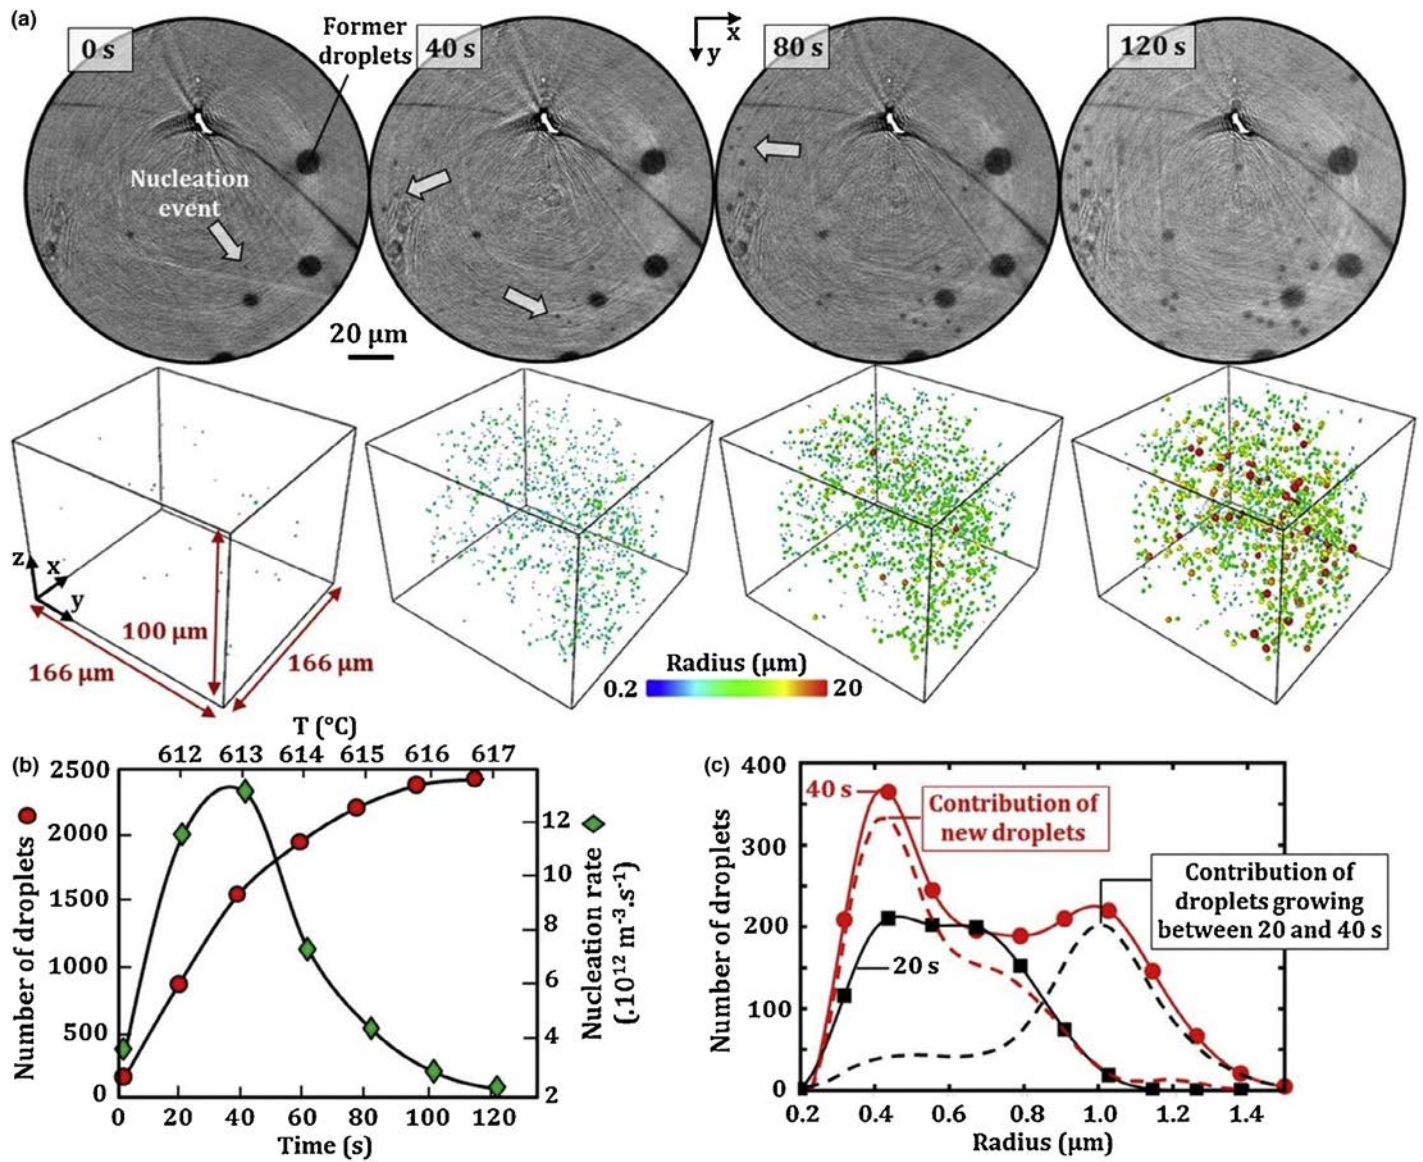 (a)
0 s
Former
droplets
40 s
x
y
80 s
120 s
Nucleation
event
20 µm
z
x
y
100 µm
166 µm
166 µm
Radius (µm)
0.2
20
T (°C)
(b)
612 613 614 615 616 617
2500
2000
1500
1000
500
0
Number of droplets
12
10
8
6
4
2
Nucleation rate
(.10¹² m⁻³.s⁻¹)
0 20 40 60 80 100 120
Time (s)
(c)
400
300
200
100
0
Number of droplets
40 s
Contribution of
new droplets
Contribution of
droplets growing
between 20 and 40 s
20 s
0.2 0.4 0.6 0.8 1.0 1.2 1.4
Radius (µm)